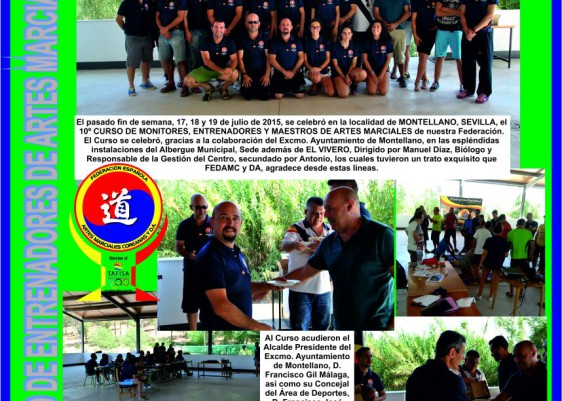 El pasado fin de semana, 17, 18 y 19 de julio de 2015, se celebró en la localidad de MONTELLANO, SEVILLA, el
10º CURSO DE MONITORES, ENTRENADORES Y MAESTROS DE ARTES MARCIALES de nuestra Federación.
El Curso se celebró, gracias a la colaboración del Excmo. Ayuntamiento de Montellano, en las espléndidas
instalaciones del Albergue Municipal, Sede además de EL VIVERO, Dirigido por Manuel Díaz, Biólogo y
Responsable de la Gestión del Centro, secundado por Antonio, los cuales tuvieron un trato exquisito que
FEDAMC y DA, agradece desde estas líneas.
O DE ENTRENADORES DE ARTES MARCIA
FEDERACIÓN ESPAÑOLA
道
ARTES MARCIALES COREANAS Y D.A.
TAFISA
Al Curso acudieron el
Alcalde Presidente del
Excmo. Ayuntamiento
de Montellano, D.
Francisco Gil Málaga,
así como su Concejal
del Área de Deportes,
D. Francisco José